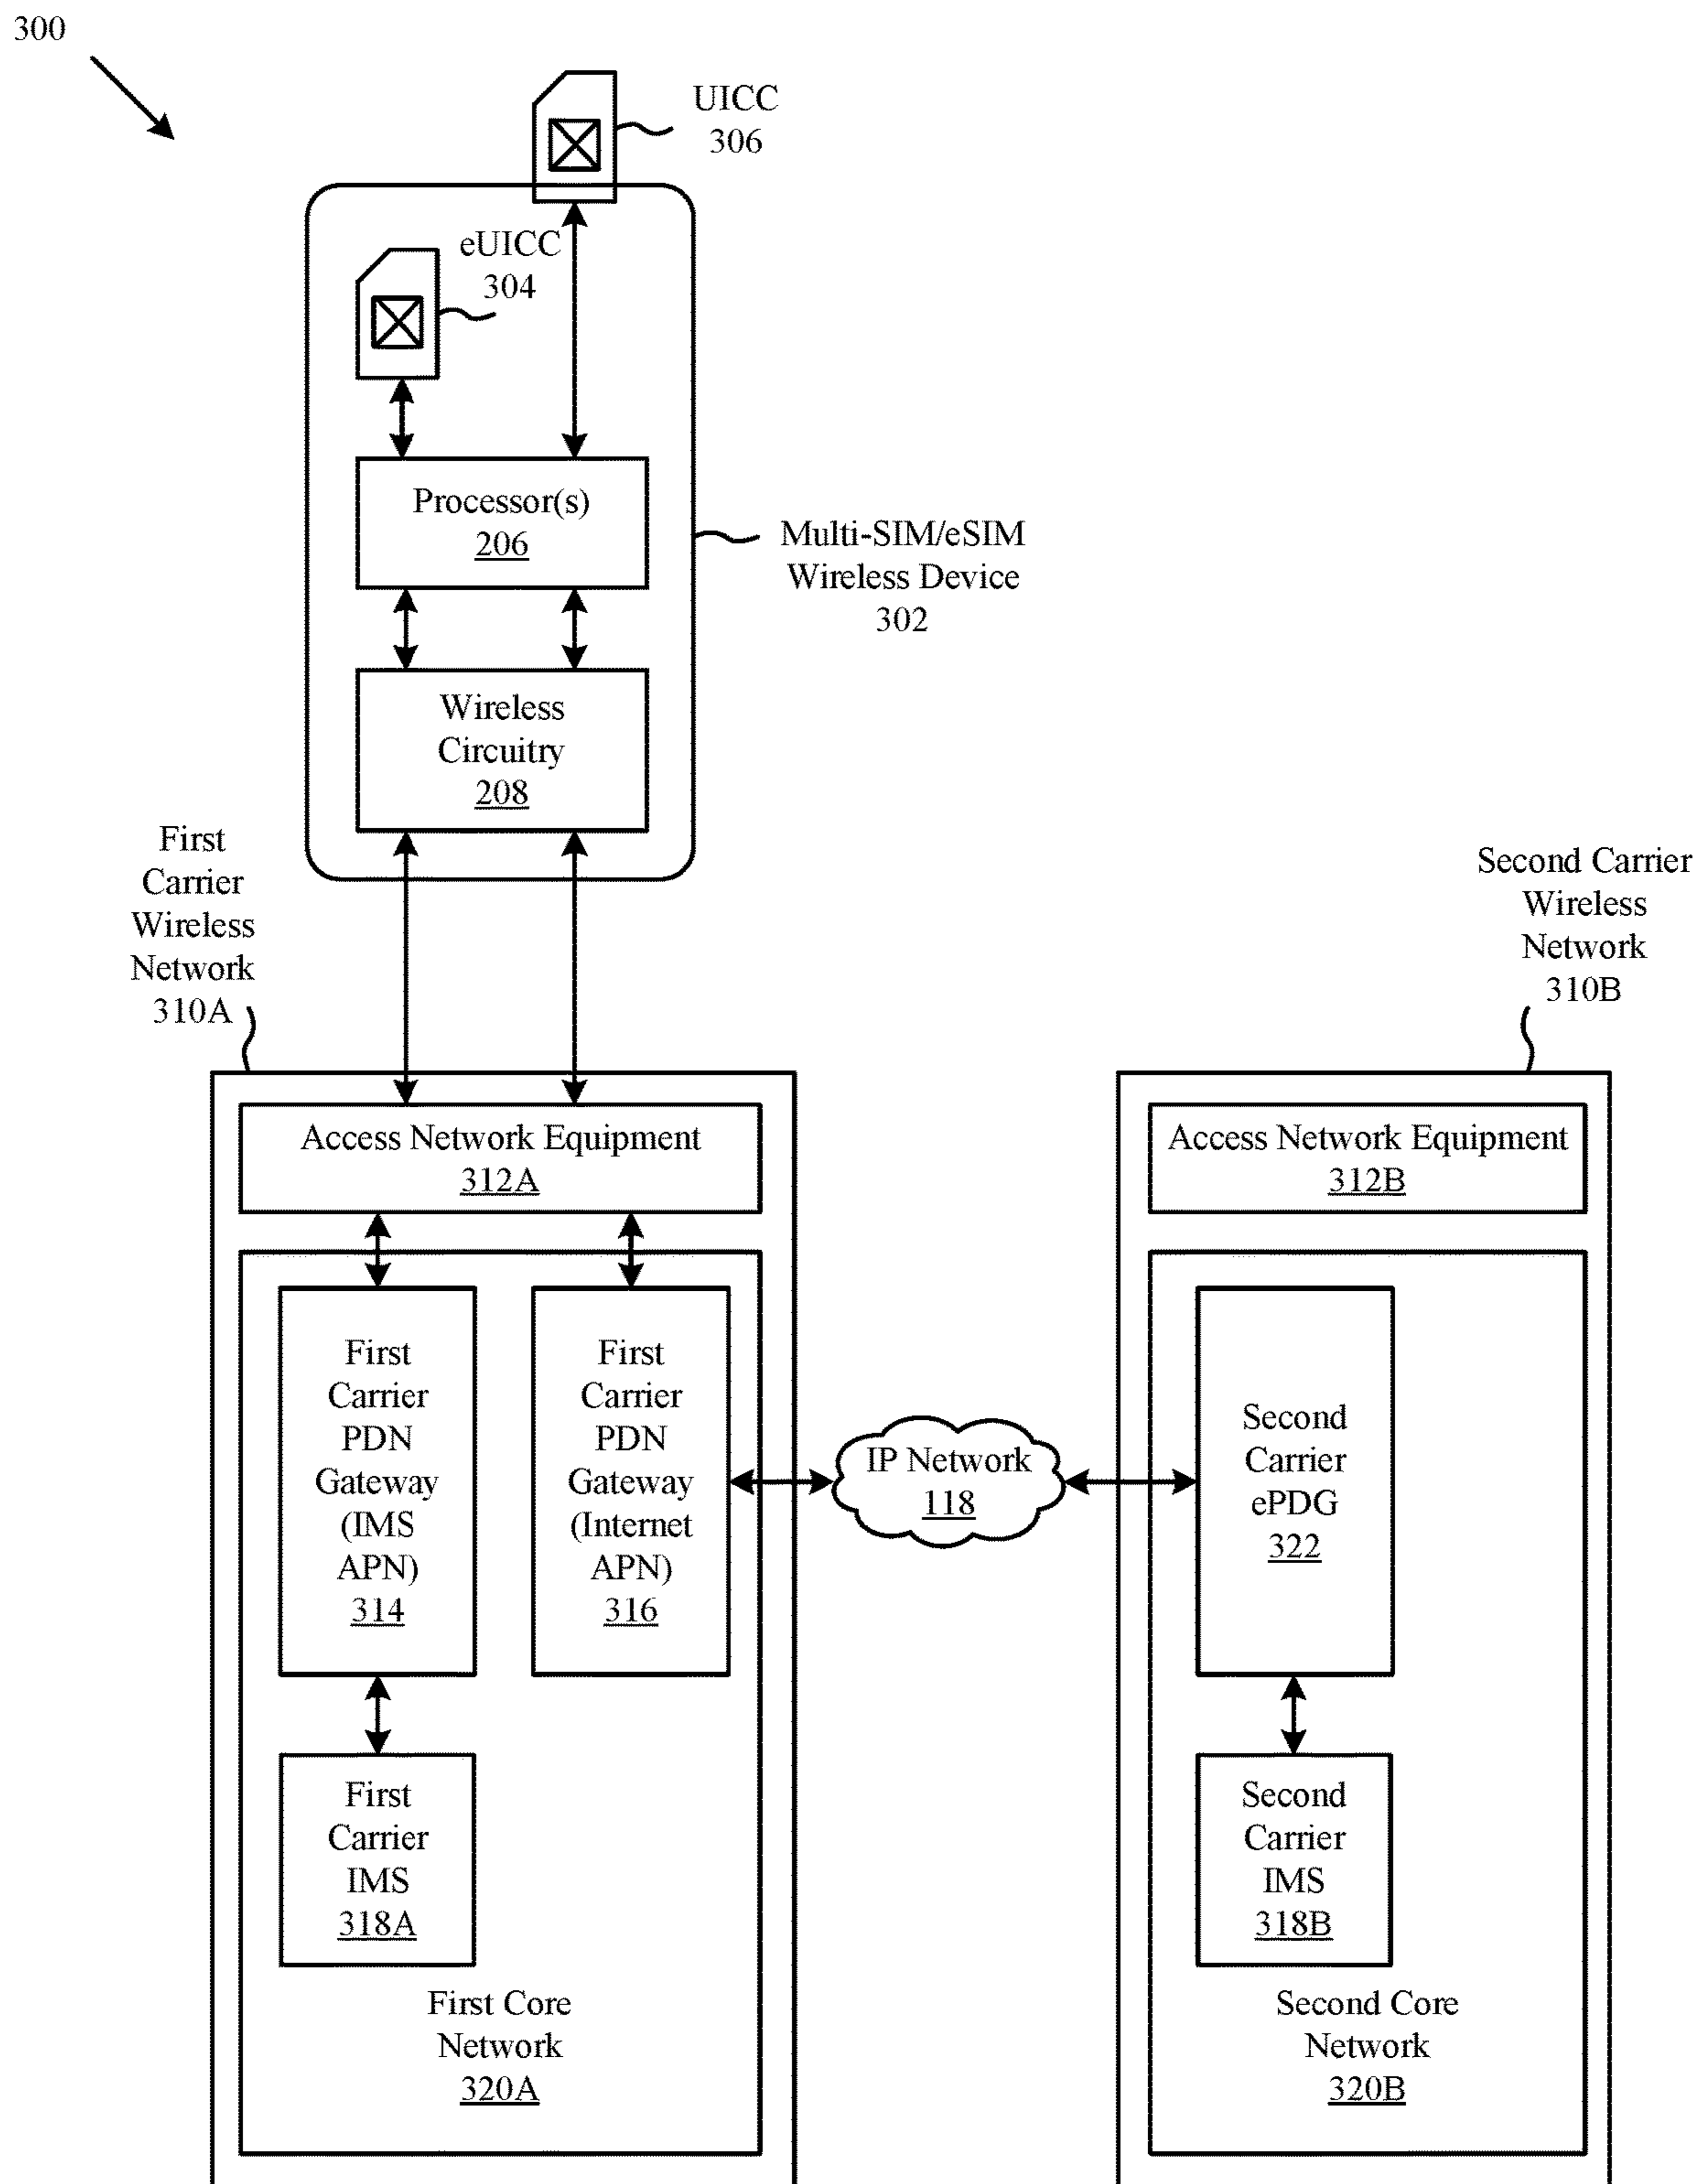 300
UICC
306
eUICC
304
Processor(s)
206
Multi-SIM/eSIM
Wireless Device
302
Wireless
Circuitry
208
First
Carrier
Wireless
Network
310A
Second Carrier
Wireless
Network
310B
Access Network Equipment
312A
Access Network Equipment
312B
First
Carrier
PDN
Gateway
(IMS
APN)
314
First
Carrier
PDN
Gateway
(Internet
APN)
316
IP Network
118
Second
Carrier
ePDG
322
First
Carrier
IMS
318A
Second
Carrier
IMS
318B
First Core
Network
320A
Second Core
Network
320B